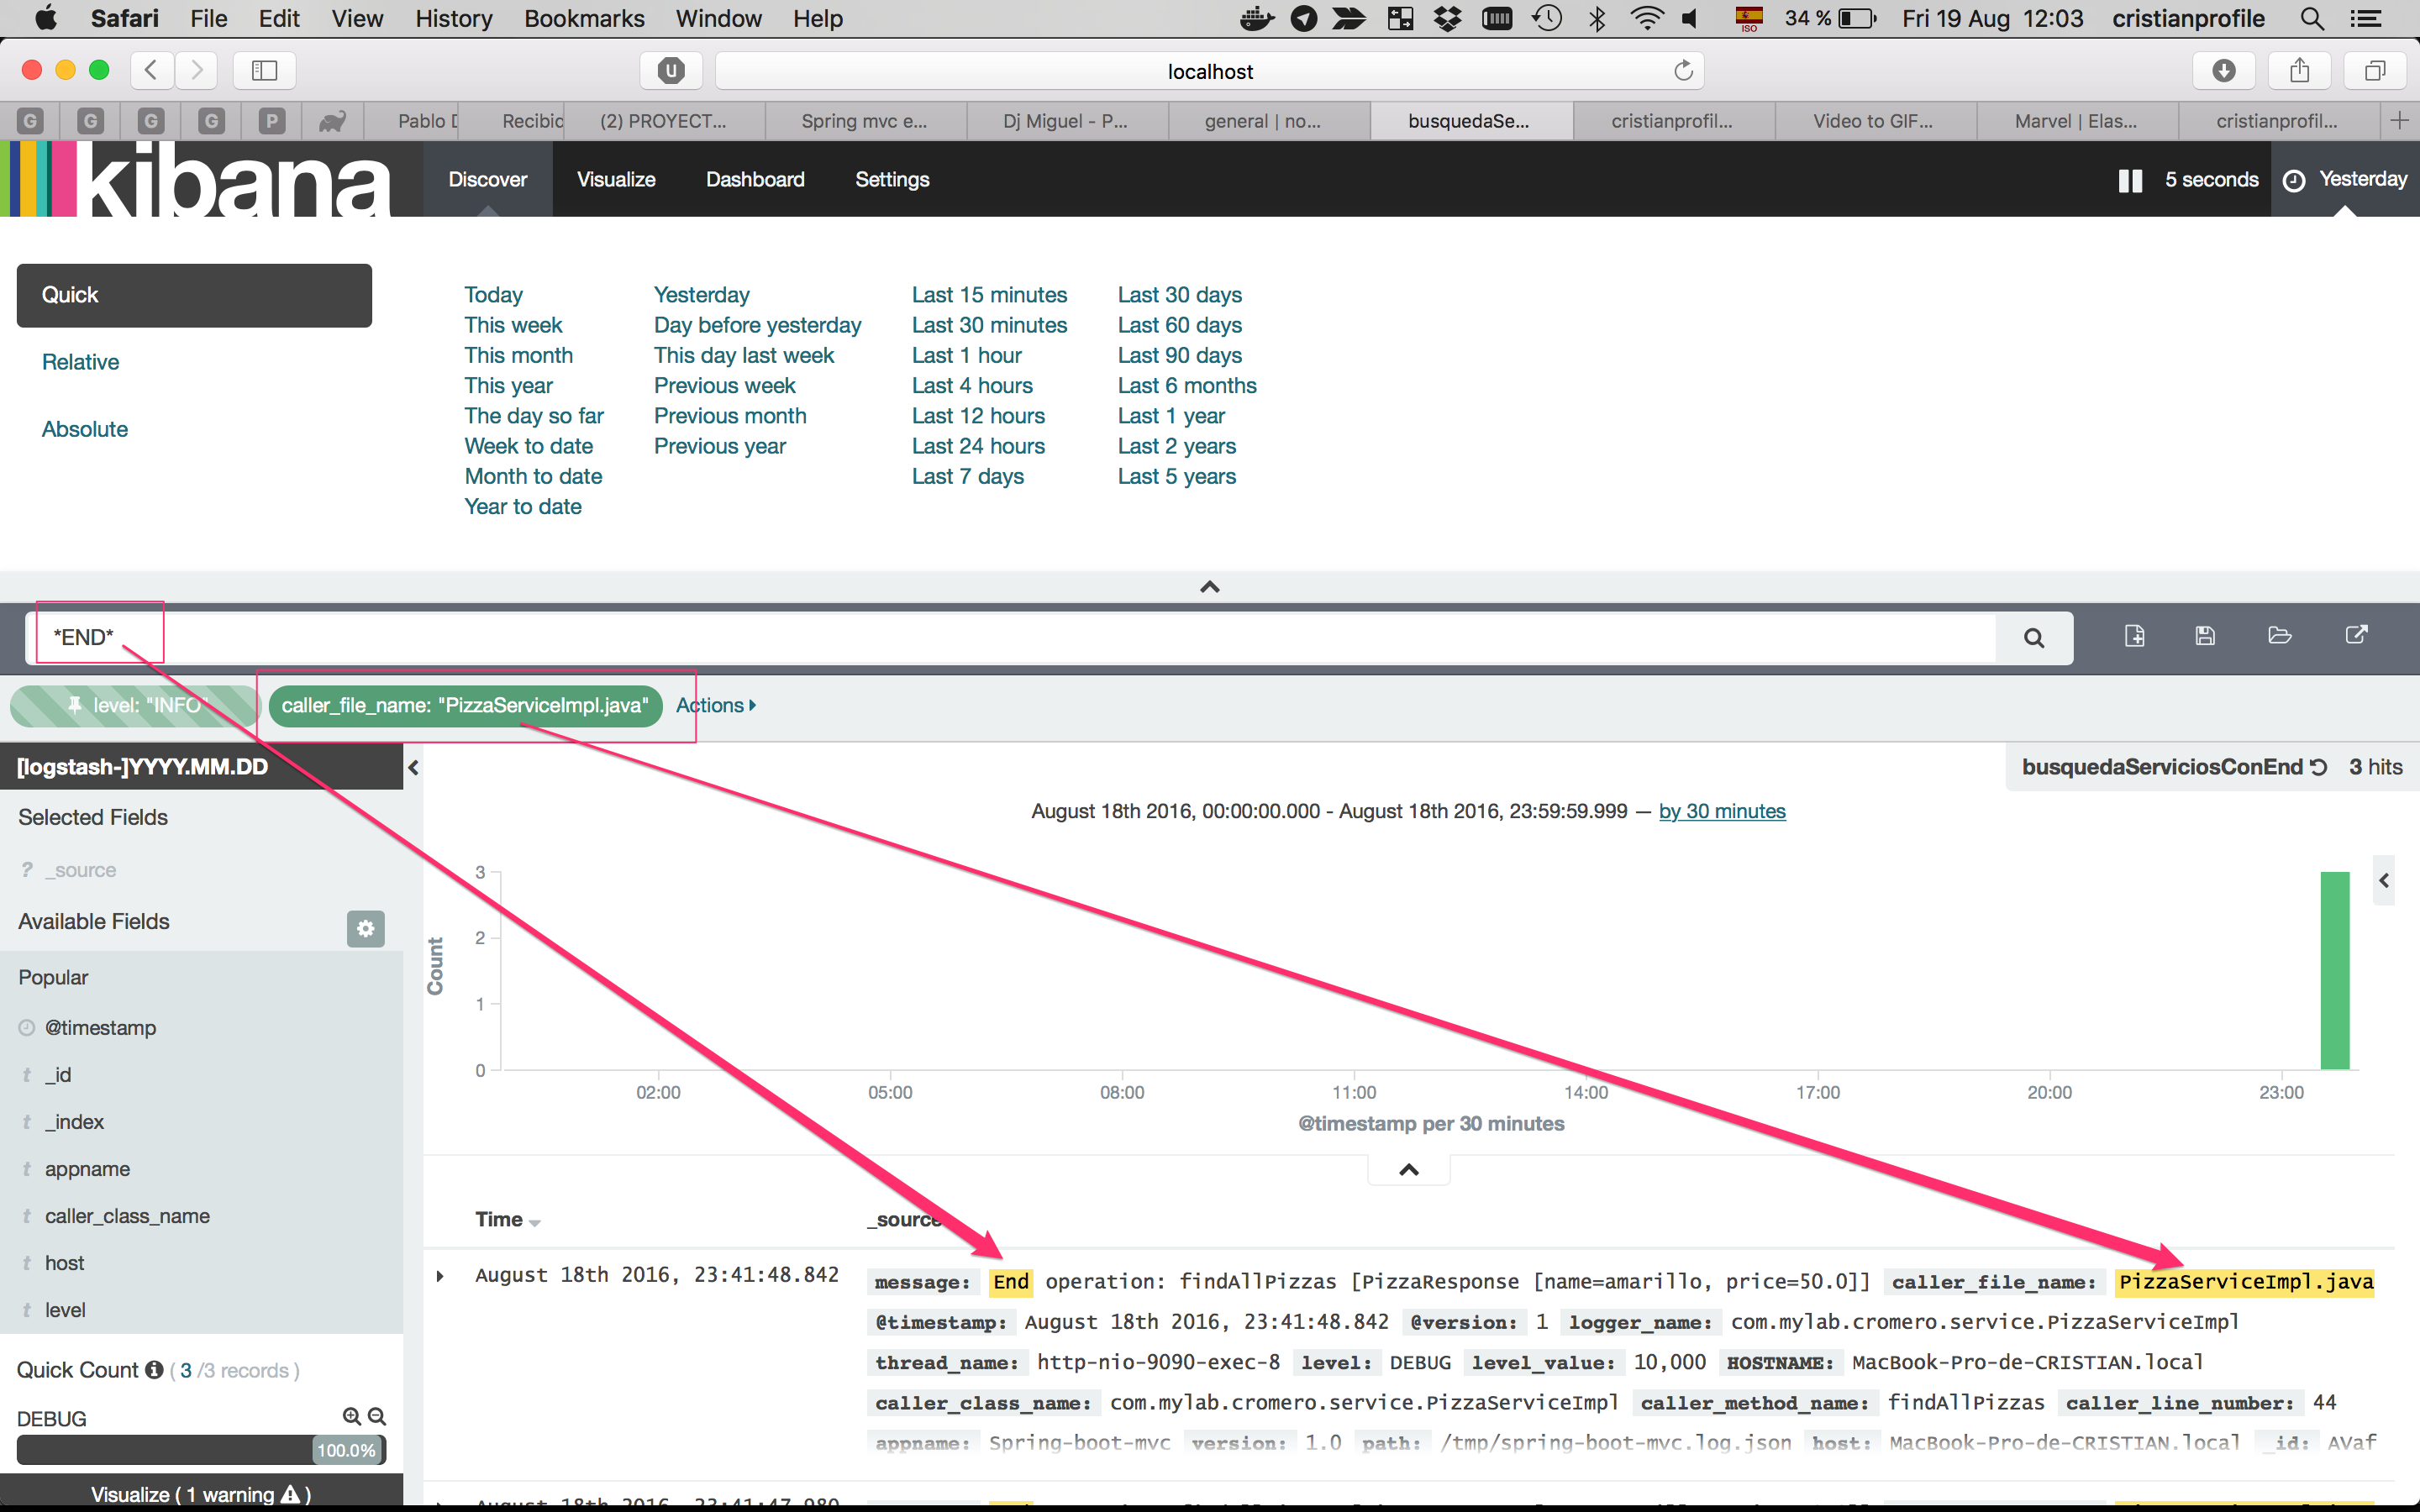 Safari File Edit View History Bookmarks Window Help ISO 34 % Fri 19 Aug 12:03 cristianprofile
U localhost
G G G G P Pablo D Recibid (2) PROYECT... Spring mvc e... Dj Miguel - P... general | no... busquedaSe... cristianprofil... Video to GIF... Marvel | Elas... cristianprofil...
kibana Discover Visualize Dashboard Settings 5 seconds Yesterday
Quick
Relative
Absolute
Today Yesterday Last 15 minutes Last 30 days
This week Day before yesterday Last 30 minutes Last 60 days
This month This day last week Last 1 hour Last 90 days
This year Previous week Last 4 hours Last 6 months
The day so far Previous month Last 12 hours Last 1 year
Week to date Previous year Last 24 hours Last 2 years
Month to date Last 7 days Last 5 years
Year to date
*END*
level: "INFO" caller_file_name: "PizzaServiceImpl.java" Actions
[logstash-]YYYY.MM.DD
Selected Fields
? _source
Available Fields
Popular
@timestamp
t _id
t _index
t appname
t caller_class_name
t host
t level
Quick Count ( 3 /3 records )
DEBUG
100.0%
Visualize ( 1 warning )
busquedaServiciosConEnd 3 hits
August 18th 2016, 00:00:00.000 - August 18th 2016, 23:59:59.999 — by 30 minutes
Count
3
2
1
0
02:00 05:00 08:00 11:00 14:00 17:00 20:00 23:00
@timestamp per 30 minutes
Time _source
August 18th 2016, 23:41:48.842 message: End operation: findAllPizzas [PizzaResponse [name=amarillo, price=50.0]] caller_file_name: PizzaServiceImpl.java
@timestamp: August 18th 2016, 23:41:48.842 @version: 1 logger_name: com.mylab.cromero.service.PizzaServiceImpl
thread_name: http-nio-9090-exec-8 level: DEBUG level_value: 10,000 HOSTNAME: MacBook-Pro-de-CRISTIAN.local
caller_class_name: com.mylab.cromero.service.PizzaServiceImpl caller_method_name: findAllPizzas caller_line_number: 44
appname: Spring-boot-mvc version: 1.0 path: /tmp/spring-boot-mvc.log.json host: MacBook-Pro-de-CRISTIAN.local _id: AVaf
August 18th 2016, 23:41:47.980